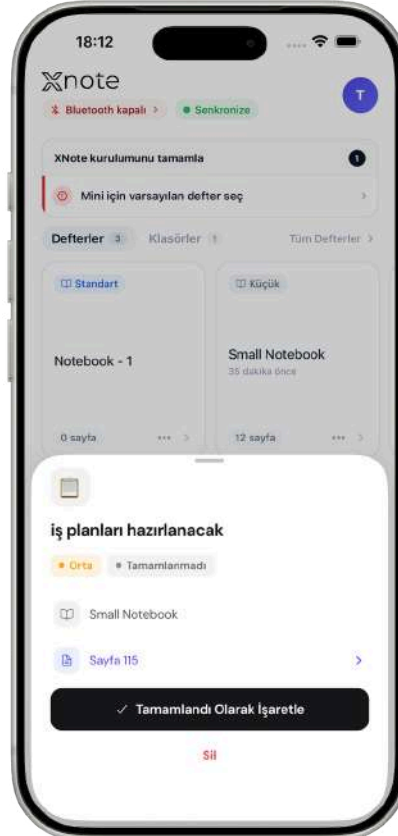 18:12
Xnote
Bluetooth kapalı >
Senkronize
T
XNote kurulumunu tamamla
1
Mini için varsayılan defter seç >
Defterler 3 Klasörler 1 Tüm Defterler >
Standart
Küçük
Notebook - 1
Small Notebook
35 dakika önce
0 sayfa ... >
12 sayfa ... >
iş planları hazırlanacak
Orta
Tamamlanmadı
Small Notebook
Sayfa 115 >
✓ Tamamlandı Olarak İşaretle
Sil